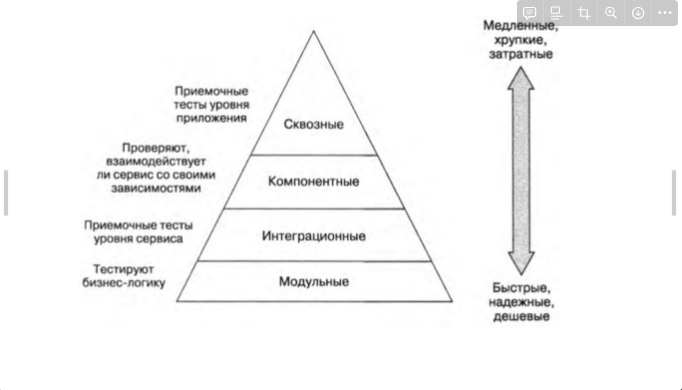 Медленные,
хрупкие,
затратные
Приемочные
тесты уровня
приложения
Сквозные
Проверяют,
взаимодействует
ли сервис со своими
зависимостями
Компонентные
Приемочные тесты
уровня сервиса
Интеграционные
Тестируют
бизнес-логику
Модульные
Быстрые,
надежные,
дешевые